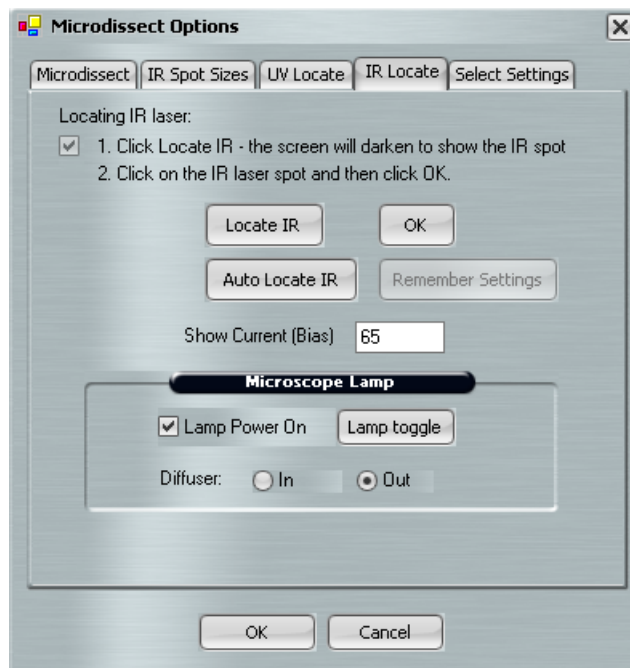 Microdissect Options
Microdissect IR Spot Sizes UV Locate IR Locate Select Settings
Locating IR laser:
1. Click Locate IR - the screen will darken to show the IR spot
2. Click on the IR laser spot and then click OK.
Locate IR OK
Auto Locate IR Remember Settings
Show Current (Bias) 65
Microscope Lamp
Lamp Power On Lamp toggle
Diffuser: In Out
OK Cancel